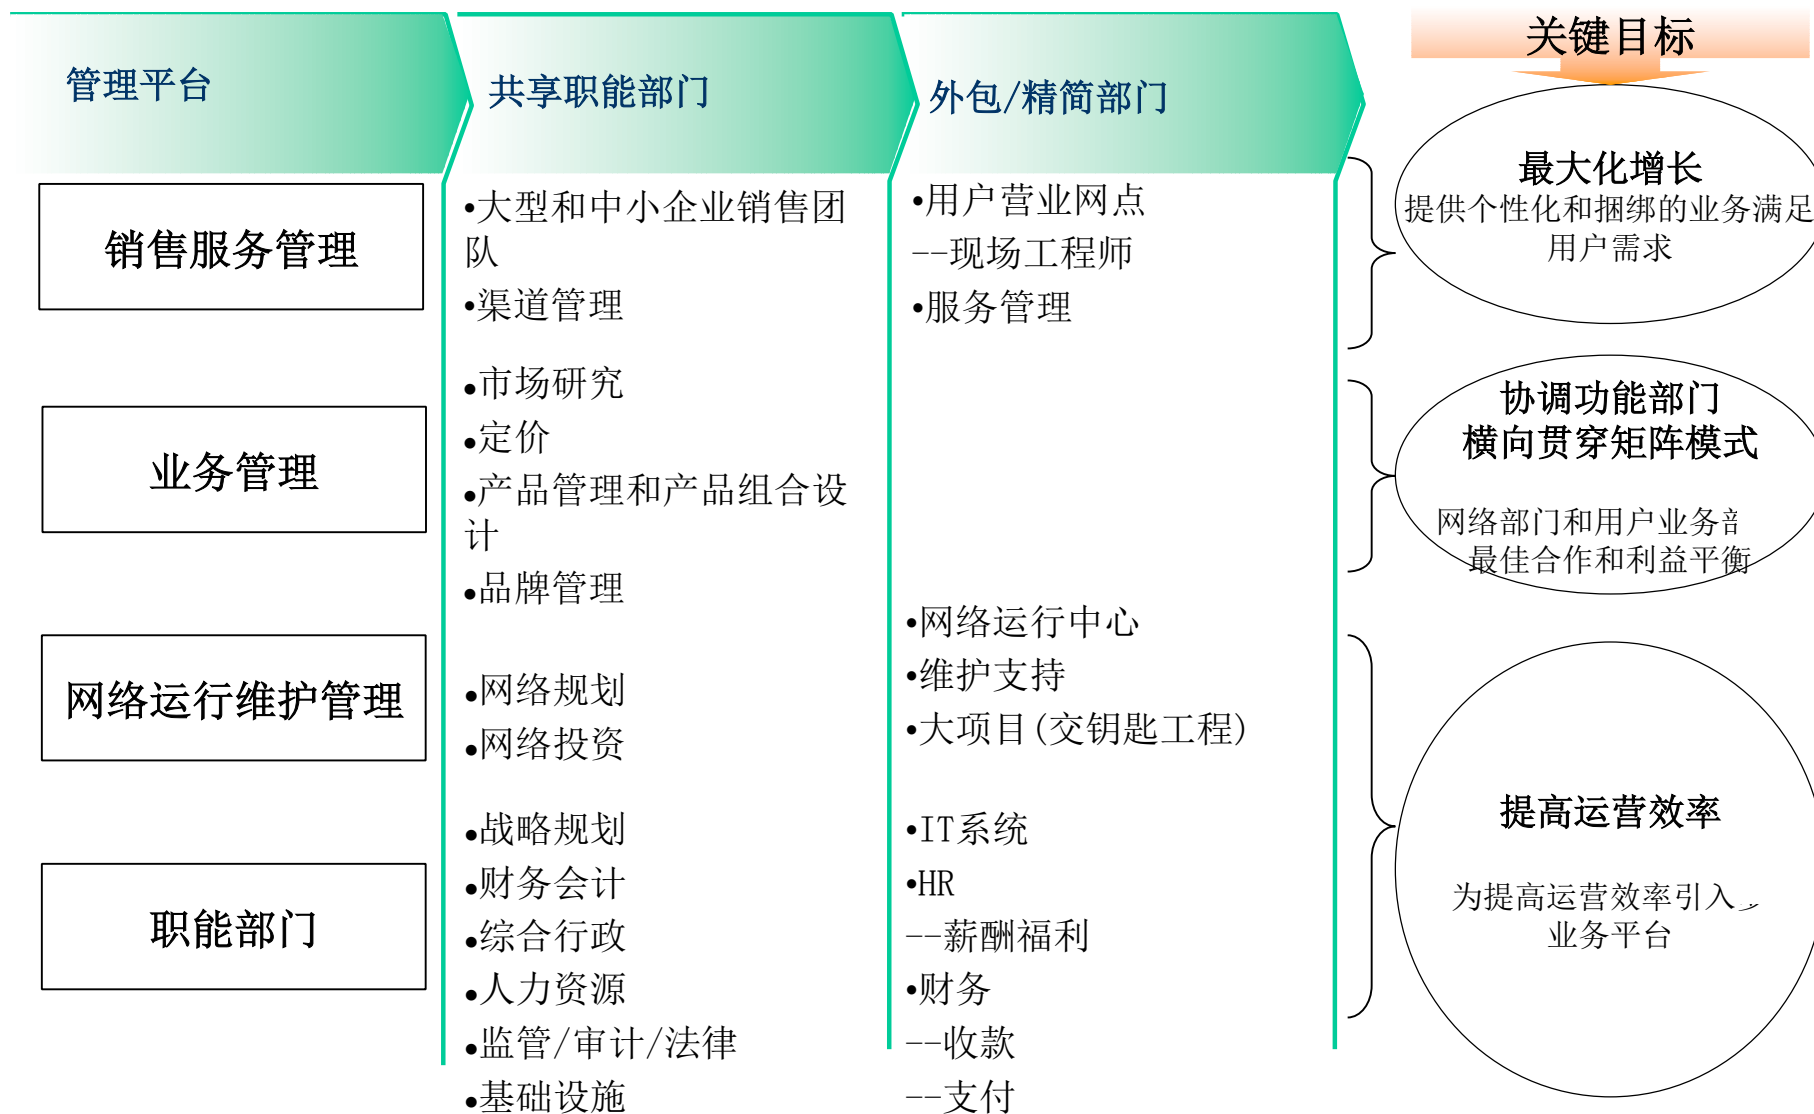 管理平台
共享职能部门
外包/精简部门
关键目标
销售服务管理
•大型和中小企业销售团
队
•渠道管理
•用户营业网点
--现场工程师
•服务管理
最大化增长
提供个性化和捆绑的业务满足
用户需求
业务管理
•市场研究
•定价
•产品管理和产品组合设
计
•品牌管理
协调功能部门
横向贯穿矩阵模式
网络部门和用户业务
最佳合作和利益平衡
网络运行维护管理
•网络规划
•网络投资
•网络运行中心
•维护支持
•大项目(交钥匙工程)
职能部门
•战略规划
•财务会计
•综合行政
•人力资源
•监管/审计/法律
•基础设施
•IT系统
•HR
--薪酬福利
•财务
--收款
--支付
提高运营效率
为提高运营效率引入
业务平台